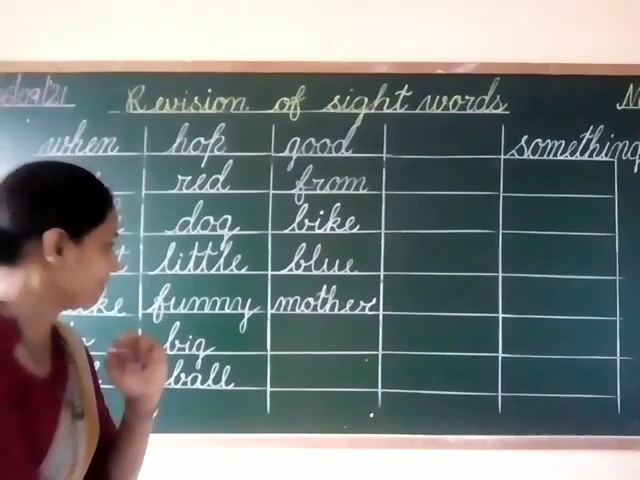 Revision of sight words
when hop good something
red from
dog bike
little blue
funny mother
big
ball